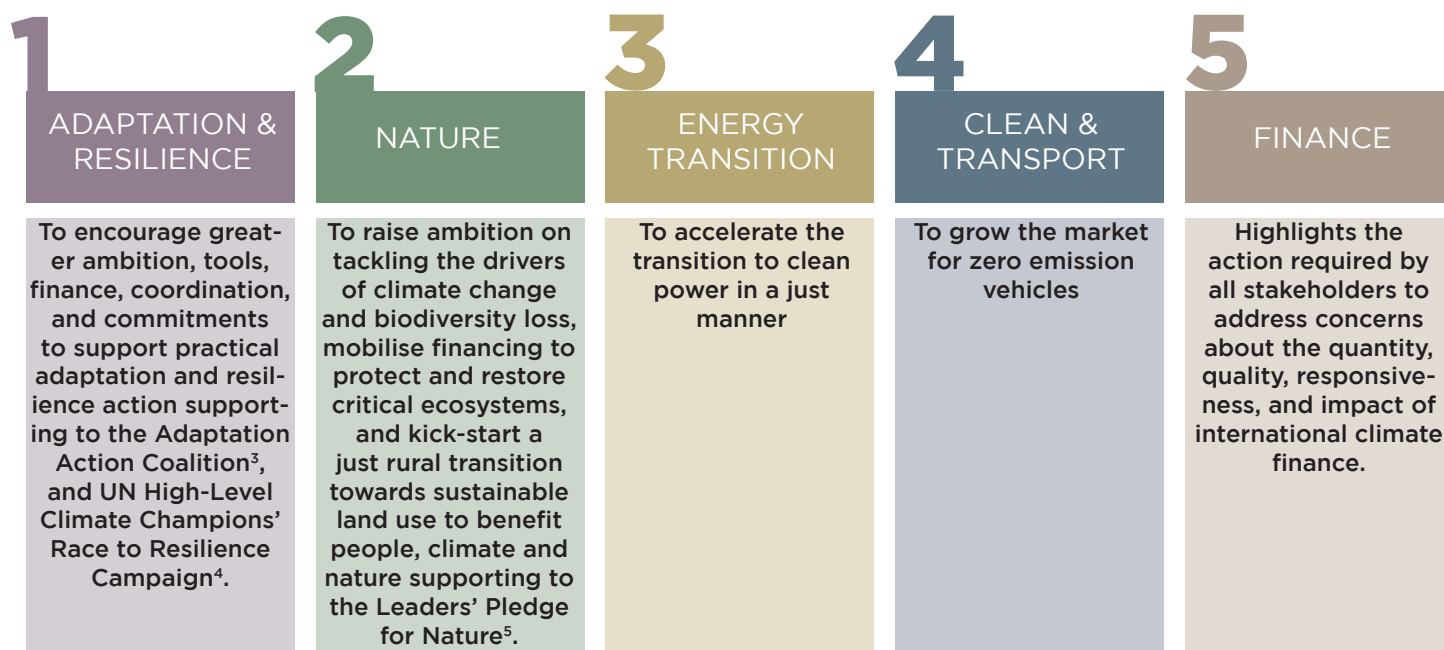 1
ADAPTATION &
RESILIENCE
To encourage great-
er ambition, tools,
finance, coordination,
and commitments
to support practical
adaptation and resil-
ience action support-
ing to the Adaptation
Action Coalition³,
and UN High-Level
Climate Champions’
Race to Resilience
Campaign⁴.
2
NATURE
To raise ambition on
tackling the drivers
of climate change
and biodiversity loss,
mobilise financing to
protect and restore
critical ecosystems,
and kick-start a
just rural transition
towards sustainable
land use to benefit
people, climate and
nature supporting to
the Leaders’ Pledge
for Nature⁵.
3
ENERGY
TRANSITION
To accelerate the
transition to clean
power in a just
manner
4
CLEAN &
TRANSPORT
To grow the market
for zero emission
vehicles
5
FINANCE
Highlights the
action required by
all stakeholders to
address concerns
about the quantity,
quality, responsive-
ness, and impact of
international climate
finance.